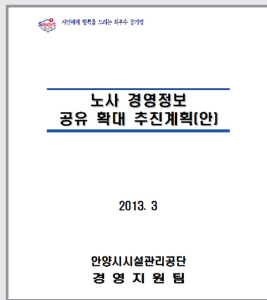 Smart
시민에게 행복을 드리는 최우수 공기업
노사 경영정보
공유 확대 추진계획(안)
2013. 3
안양시시설관리공단
경 영 지 원 팀